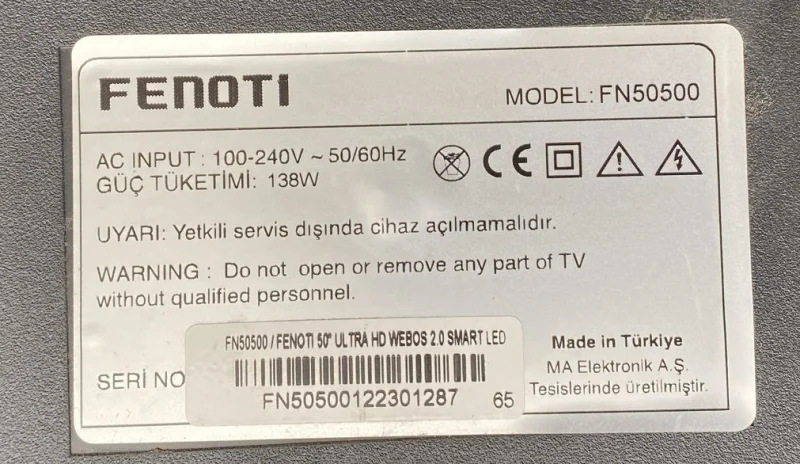 FENOTI
MODEL: FN50500
AC INPUT : 100-240V ~ 50/60Hz
GÜÇ TÜKETİMİ: 138W
CE
UYARI: Yetkili servis dışında cihaz açılmamalıdır.
WARNING : Do not open or remove any part of TV
without qualified personnel.
FN50500 / FENOTI 50" ULTRA HD WEBOS 2.0 SMART LED
SERİ NO
FN50500122301287
65
Made in Türkiye
MA Elektronik A.Ş.
Tesislerinde üretilmiştir.